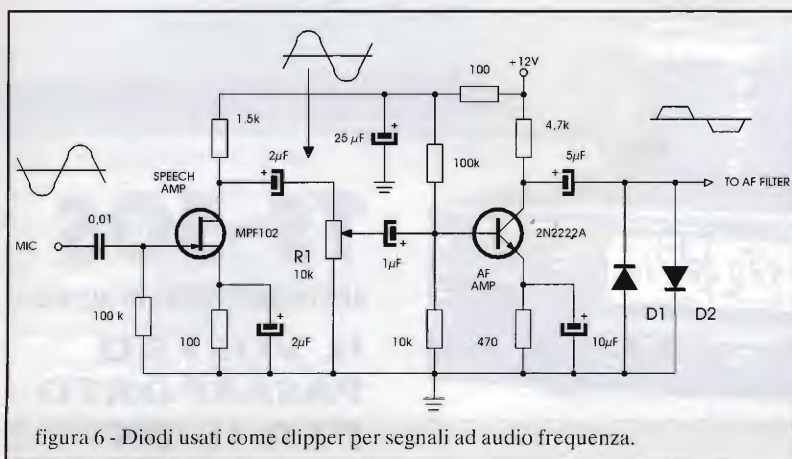 +12V
100
1.5k
25 µF
+
4.7k
5µF
+
2µF
+
100k
SPEECH
AMP
0,01
MIC
MPF102
R1
10k
1µF
+
2N2222A
AF
AMP
TO AF FILTER
D1
D2
100 k
100
2µF
+
10k
470
10µF
+
figura 6 - Diodi usati come clipper per segnali ad audio frequenza.